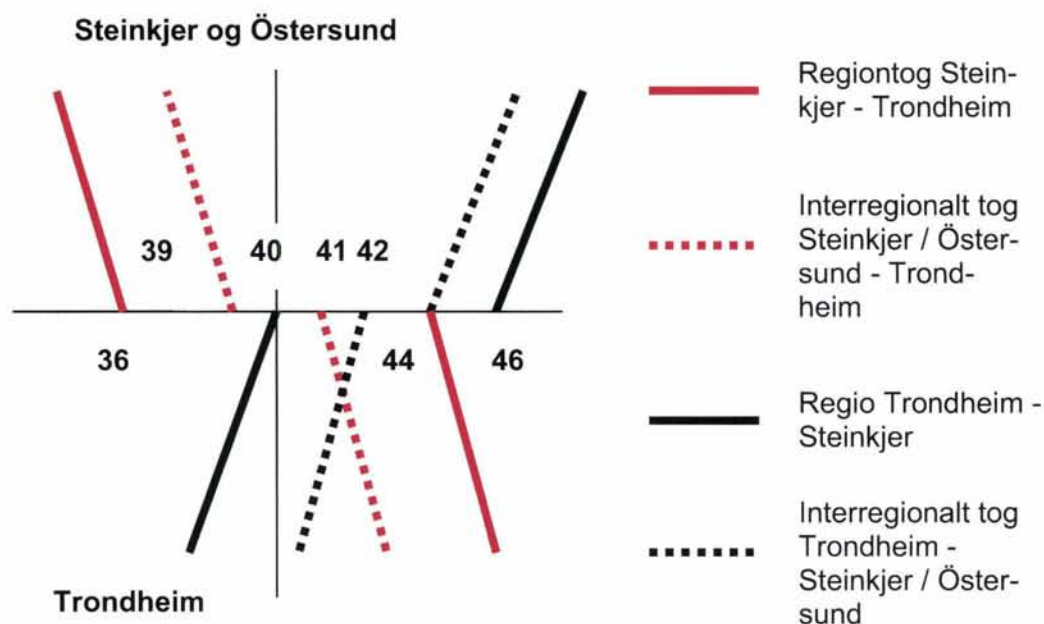 Steinkjer og Östersund
39
40
41
42
36
44
46
Trondheim
Regiontog Stein-
kjer - Trondheim
Interregionalt tog
Steinkjer / Öster-
sund - Trond-
heim
Regio Trondheim -
Steinkjer
Interregionalt tog
Trondheim -
Steinkjer / Öster-
sund